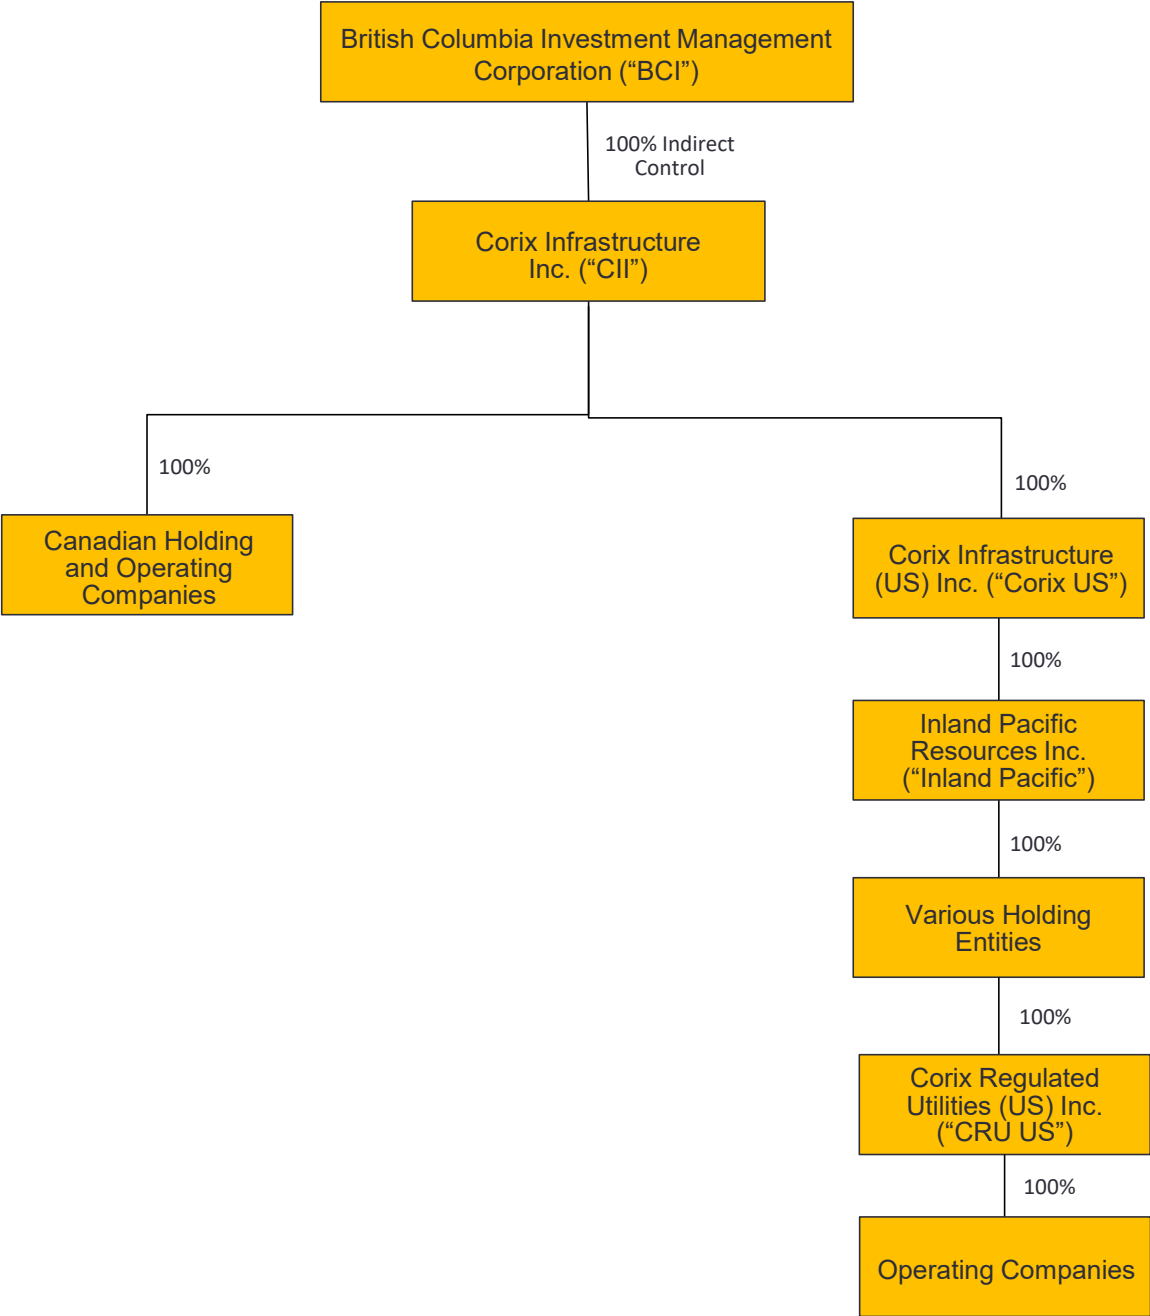 British Columbia Investment Management
Corporation (“BCI”)
100% Indirect
Control
Corix Infrastructure
Inc. (“CII”)
100%
100%
Canadian Holding
and Operating
Companies
Corix Infrastructure
(US) Inc. (“Corix US”)
100%
Inland Pacific
Resources Inc.
(“Inland Pacific”)
100%
Various Holding
Entities
100%
Corix Regulated
Utilities (US) Inc.
(“CRU US”)
100%
Operating Companies